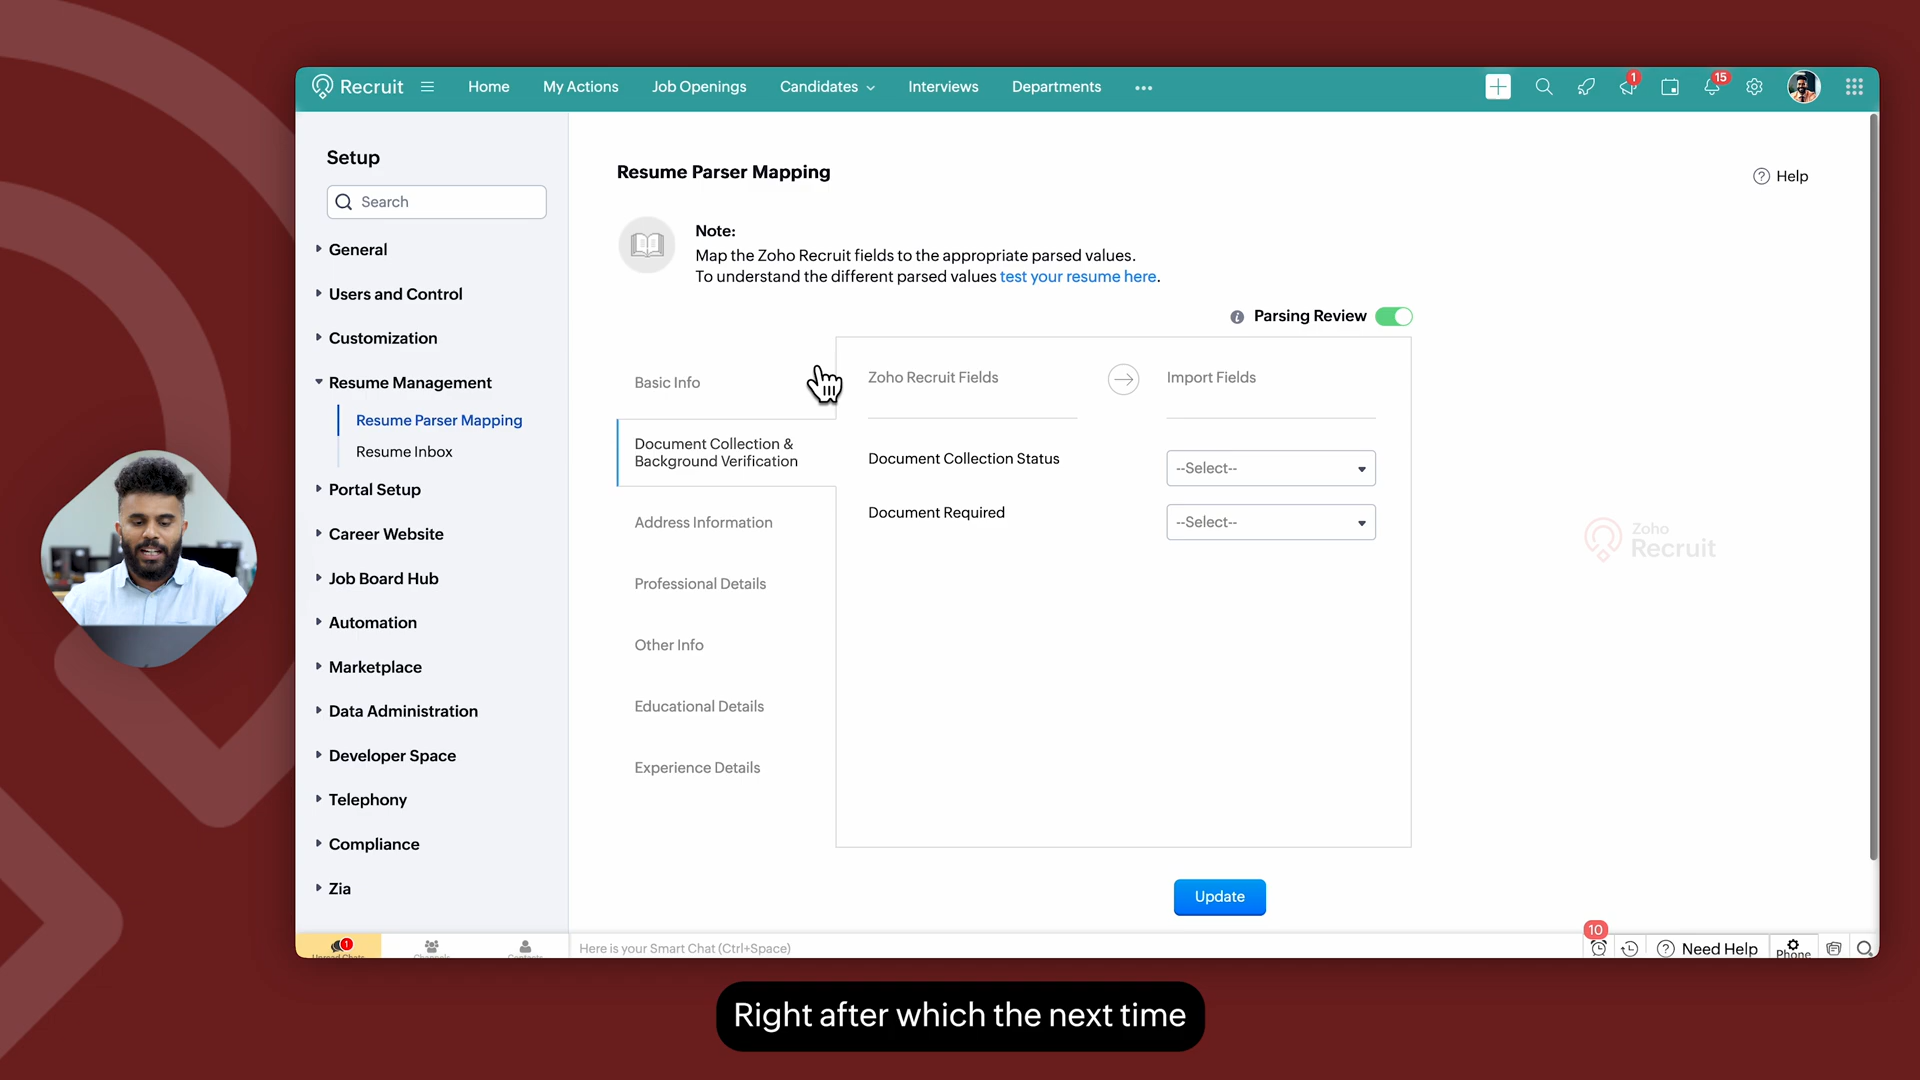 Recruit
Home
My Actions
Job Openings
Candidates
Interviews
Departments
1
15
Setup
Search
General
Users and Control
Customization
Resume Management
Resume Parser Mapping
Resume Inbox
Portal Setup
Career Website
Job Board Hub
Automation
Marketplace
Data Administration
Developer Space
Telephony
Compliance
Zia
Resume Parser Mapping
Help
Note:
Map the Zoho Recruit fields to the appropriate parsed values.
To understand the different parsed values test your resume here.
Parsing Review
Basic Info
Document Collection &
Background Verification
Address Information
Professional Details
Other Info
Educational Details
Experience Details
Zoho Recruit Fields
Import Fields
Document Collection Status
--Select--
Document Required
--Select--
Zoho
Recruit
Update
1
Unread Chats
Channels
Contacts
Here is your Smart Chat (Ctrl+Space)
10
Need Help
Phone
Right after which the next time